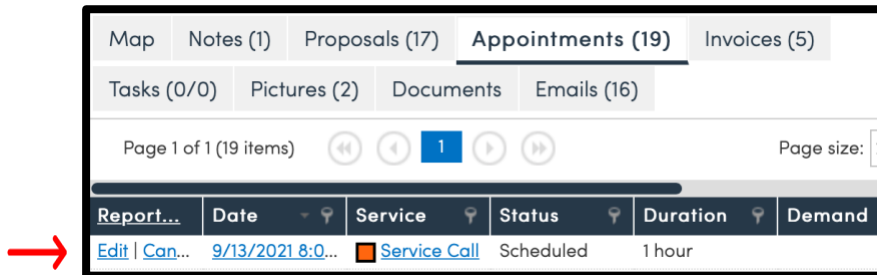 Map Notes (1) Proposals (17) Appointments (19) Invoices (5)
Tasks (0/0) Pictures (2) Documents Emails (16)
Page 1 of 1 (19 items) 1 Page size:
Report... Date Service Status Duration Demand
Edit | Can... 9/13/2021 8:0... Service Call Scheduled 1 hour